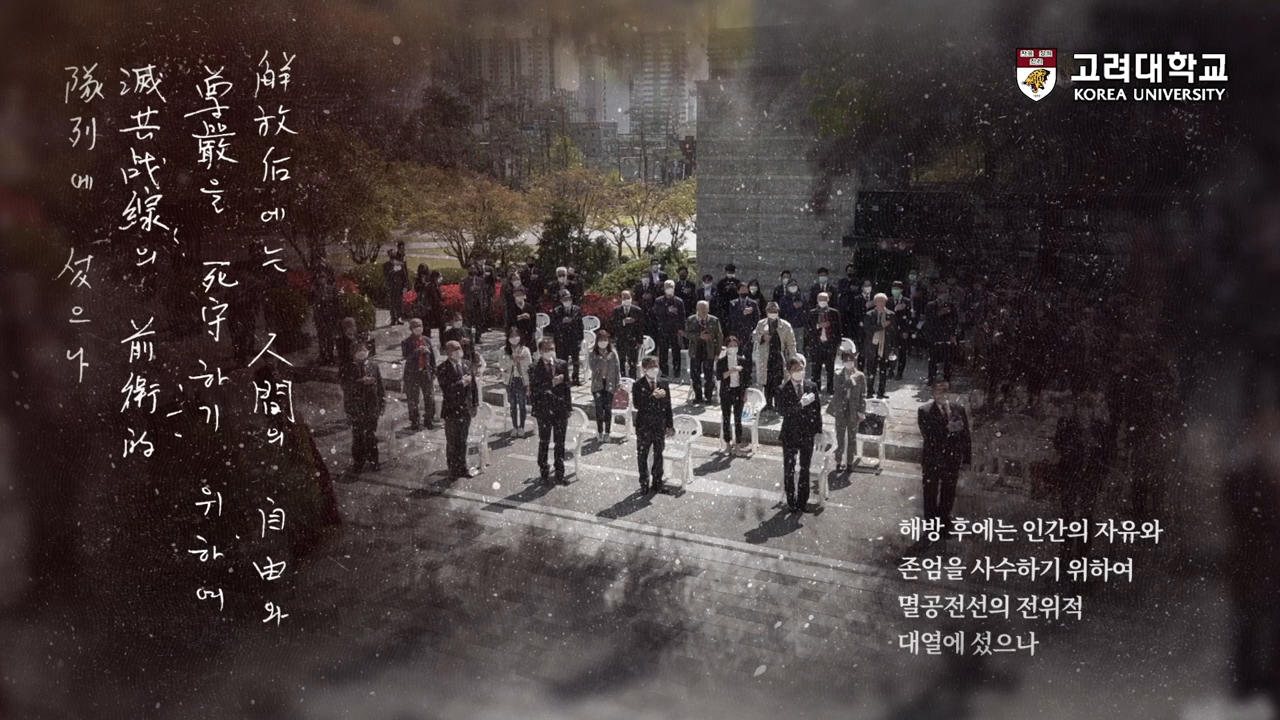 解放后에는 人間의 自由와
尊嚴을 死守하기 위하여
滅共战線의 前衛的
隊列에 섰으나
고려대학교
KOREA UNIVERSITY
해방 후에는 인간의 자유와
존엄을 사수하기 위하여
멸공전선의 전위적
대열에 섰으나